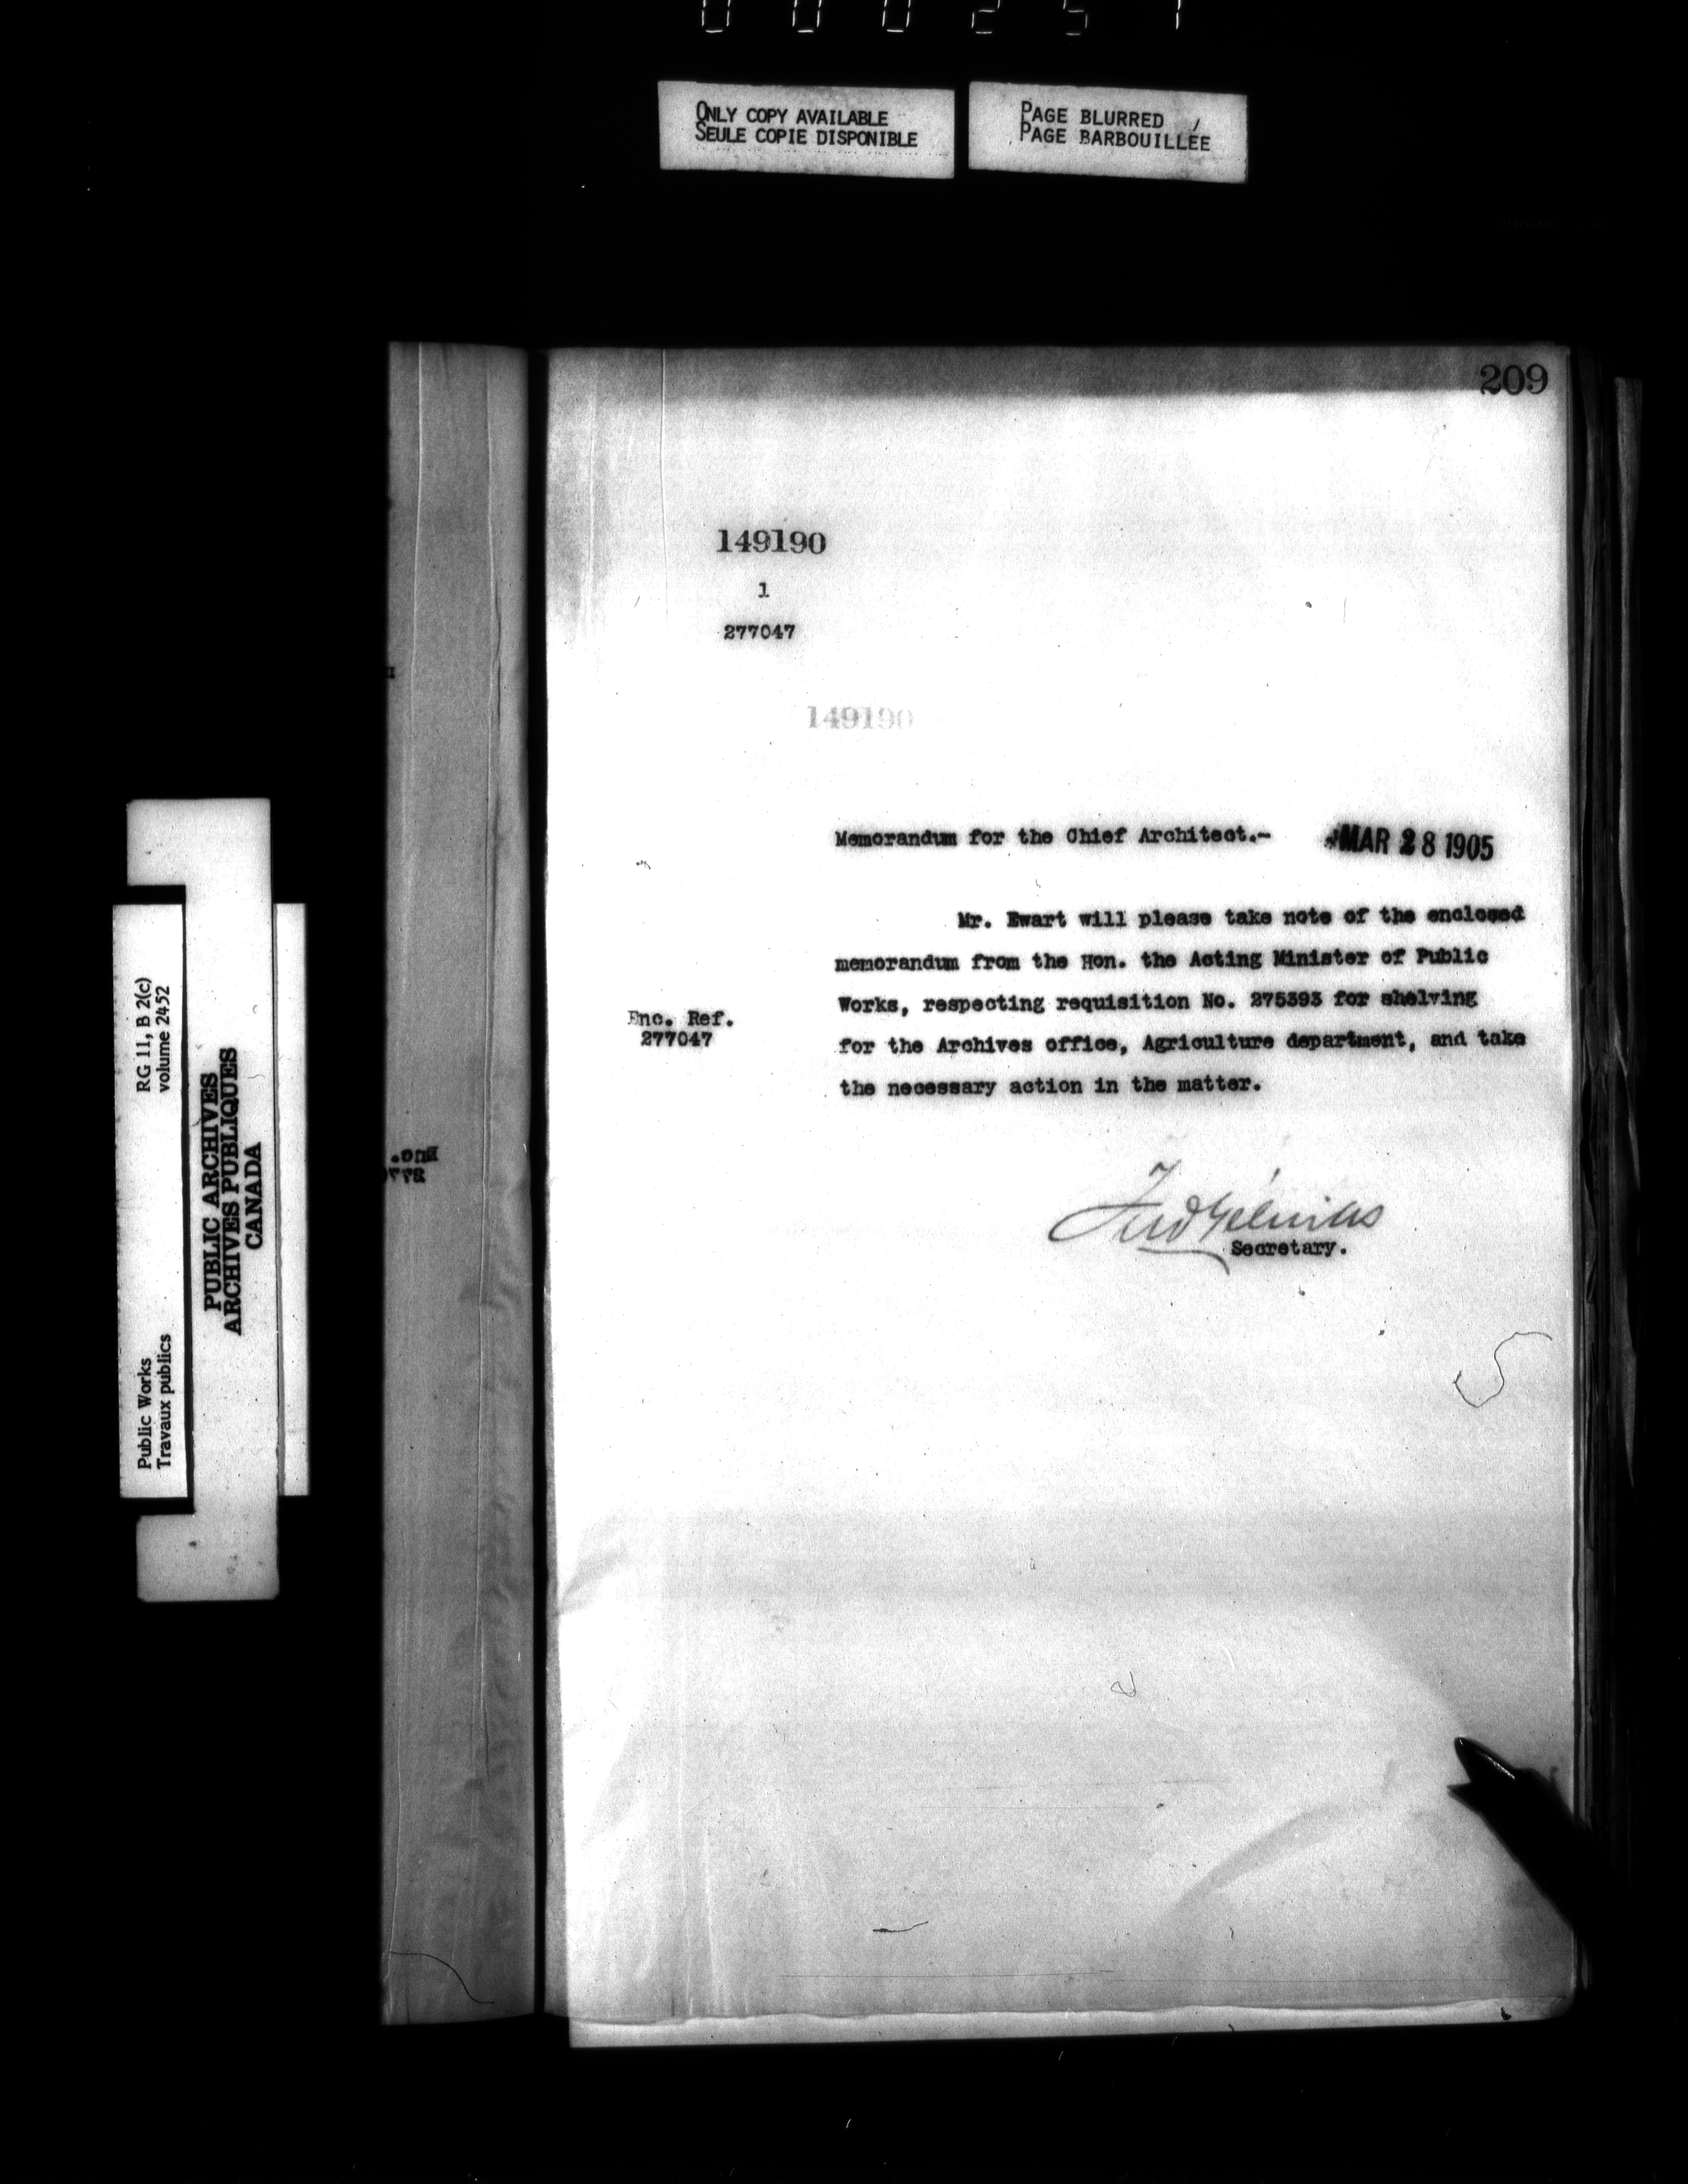 000251
ONLY COPY AVAILABLE
SEULE COPIE DISPONIBLE
PAGE BLURRED
PAGE BARBOUILLÉE
209
149190
1
277047
149190
Memorandum for the Chief Architect.-
MAR 28 1905
Mr. Ewart will please take note of the enclosed
memorandum from the Hon. the Acting Minister of Public
Works, respecting requisition No. 275393 for shelving
for the Archives office, Agriculture department, and take
the necessary action in the matter.
Enc. Ref.
277047
Fred Gélinas
Secretary.
Public Works
Travaux publics
RG 11, B 2(c)
volume 2452
PUBLIC ARCHIVES
ARCHIVES PUBLIQUES
CANADA